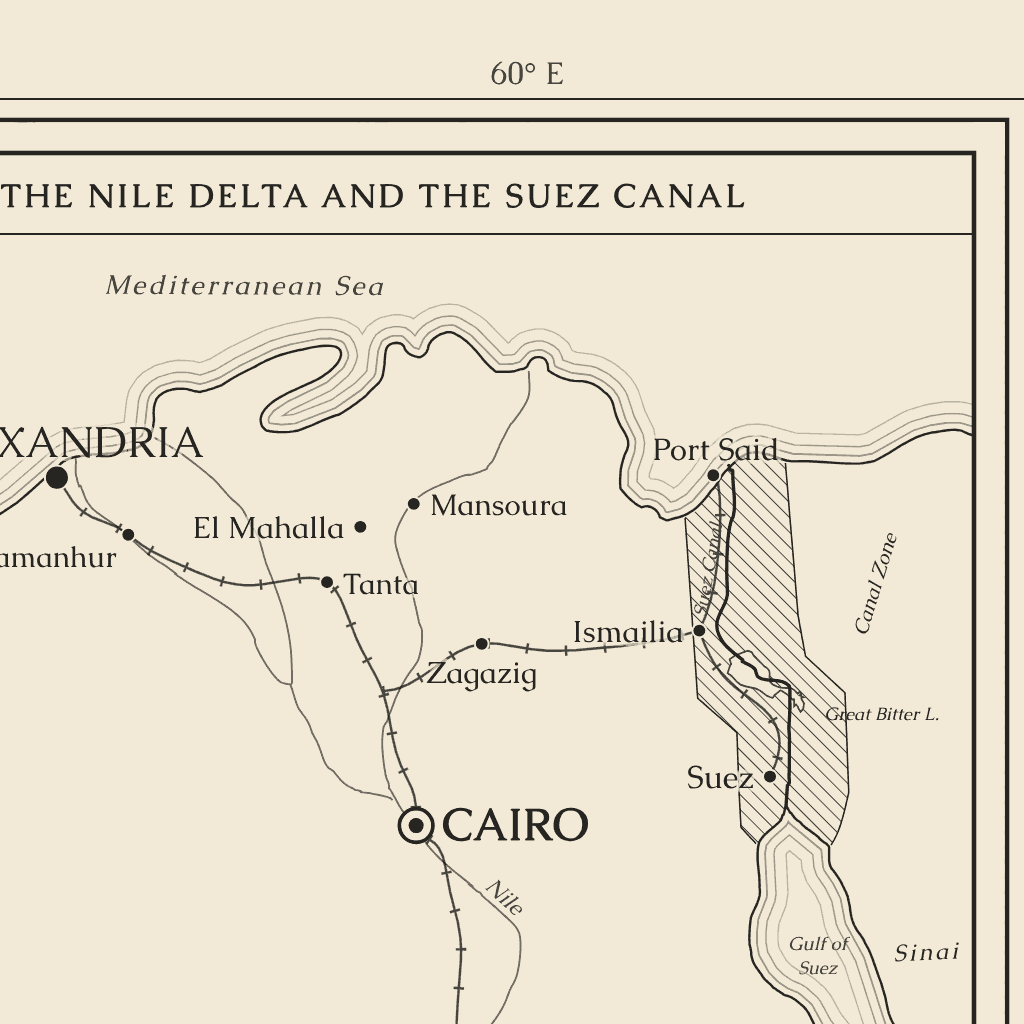 60° E
THE NILE DELTA AND THE SUEZ CANAL
Mediterranean Sea
XANDRIA
Port Said
El Mahalla
Mansoura
amanhur
Tanta
Suez Canal
Canal Zone
Ismailia
Zagazig
Great Bitter L.
Suez
CAIRO
Nile
Gulf of
Suez
Sinai